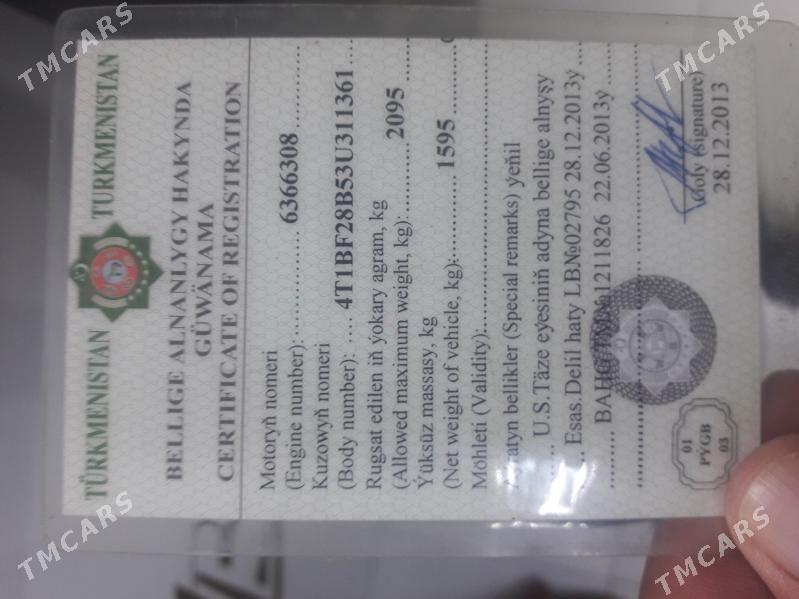 TÜRKMENISTAN TURKMENISTAN
BELLIGE ALNANLYGY HAKYNDA
GÜWÄNAMA
CERTIFICATE OF REGISTRATION
Motoryň nomeri
(Engine number): 6366308
Kuzowyň nomeri
(Body number): 4T1BF28B53U311361
Rugsat edilen iň ýokary agram, kg
(Allowed maximum weight, kg): 2095
Ýüksüz massasy, kg
(Net weight of vehicle, kg): 1595
Möhleti (Validity):
bellikler (Special remarks) ýeňil
U.S.Täze eýesiniň adyna bellige alnyşy
Esas.Delil haty LB№02795 28.12.2013ý
1211826 22.06.2013ý
goly (signature)
28.12.2013
01
PÝGB
03
TMCARS
TMCARS
TMCARS
TMCARS
TMCARS
TMCARS